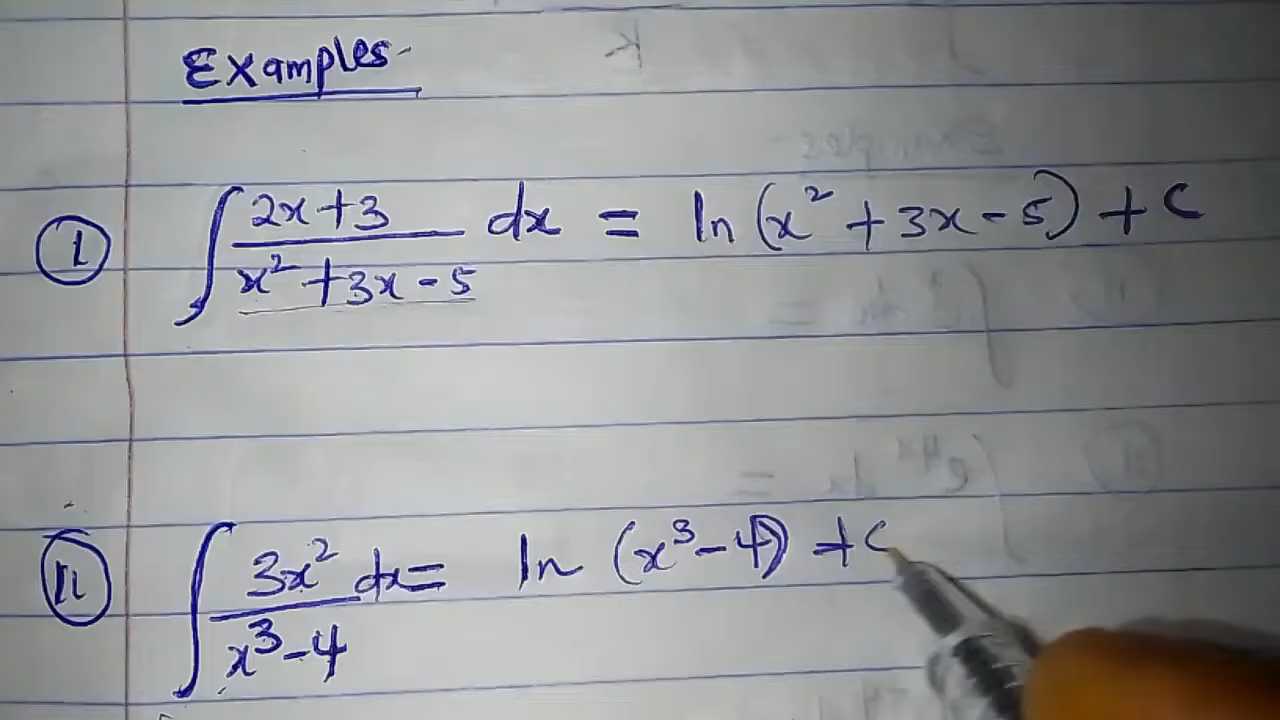 Examples.
(I) ∫ (2x+3)/(x²+3x-5) dx = ln(x²+3x-5)+c
(II) ∫ 3x²/(x³-4) dx = ln(x³-4)+c